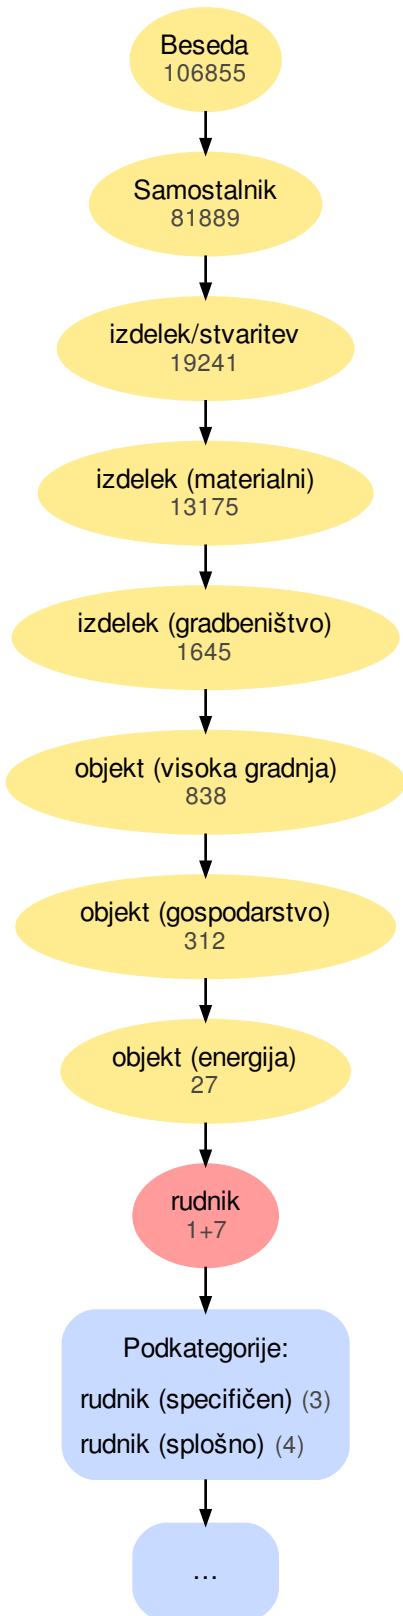 Beseda
106855
Samostalnik
81889
izdelek/stvaritev
19241
izdelek (materialni)
13175
izdelek (gradbeništvo)
1645
objekt (visoka gradnja)
838
objekt (gospodarstvo)
312
objekt (energija)
27
rudnik
1+7
Podkategorije:
rudnik (specifičen) (3)
rudnik (splošno) (4)
...